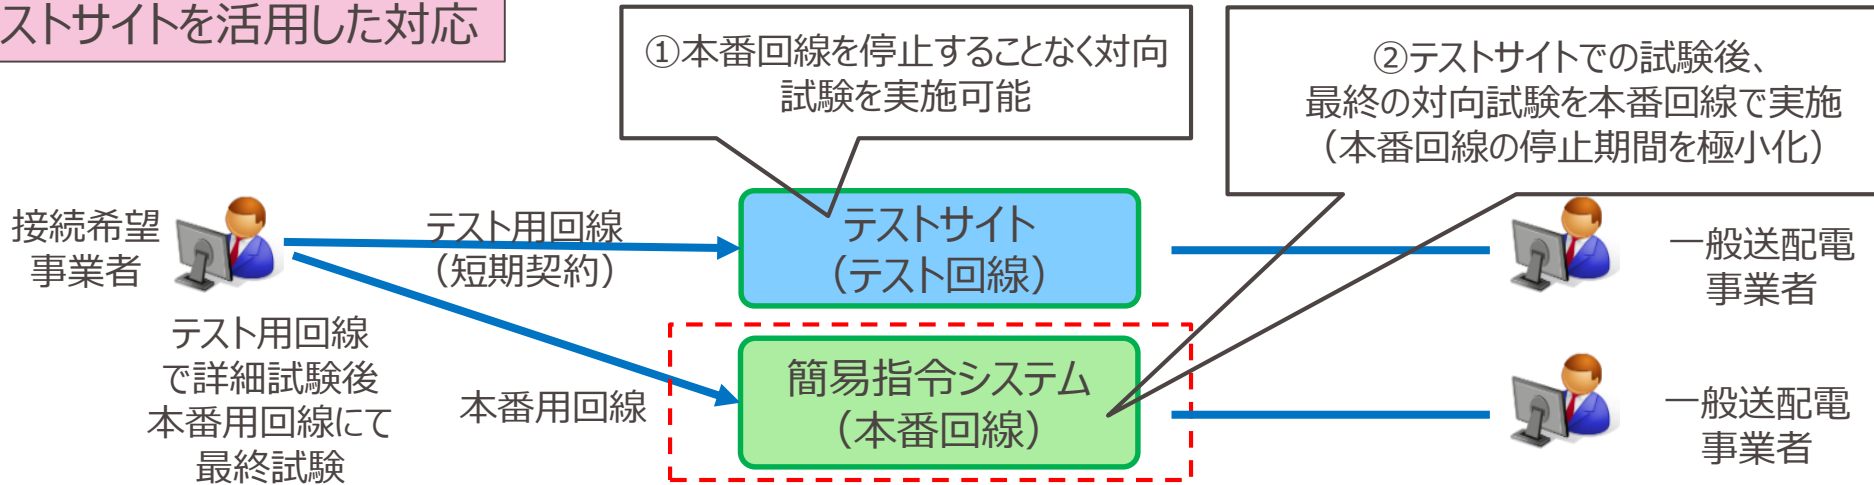 ストサイトを活用した対応
①本番回線を停止することなく対向
試験を実施可能
②テストサイトでの試験後、
最終の対向試験を本番回線で実施
（本番回線の停止期間を極小化）
接続希望
事業者
テスト用回線
（短期契約）
テストサイト
（テスト回線）
一般送配電
事業者
テスト用回線
で詳細試験後
本番用回線にて
最終試験
本番用回線
簡易指令システム
（本番回線）
一般送配電
事業者